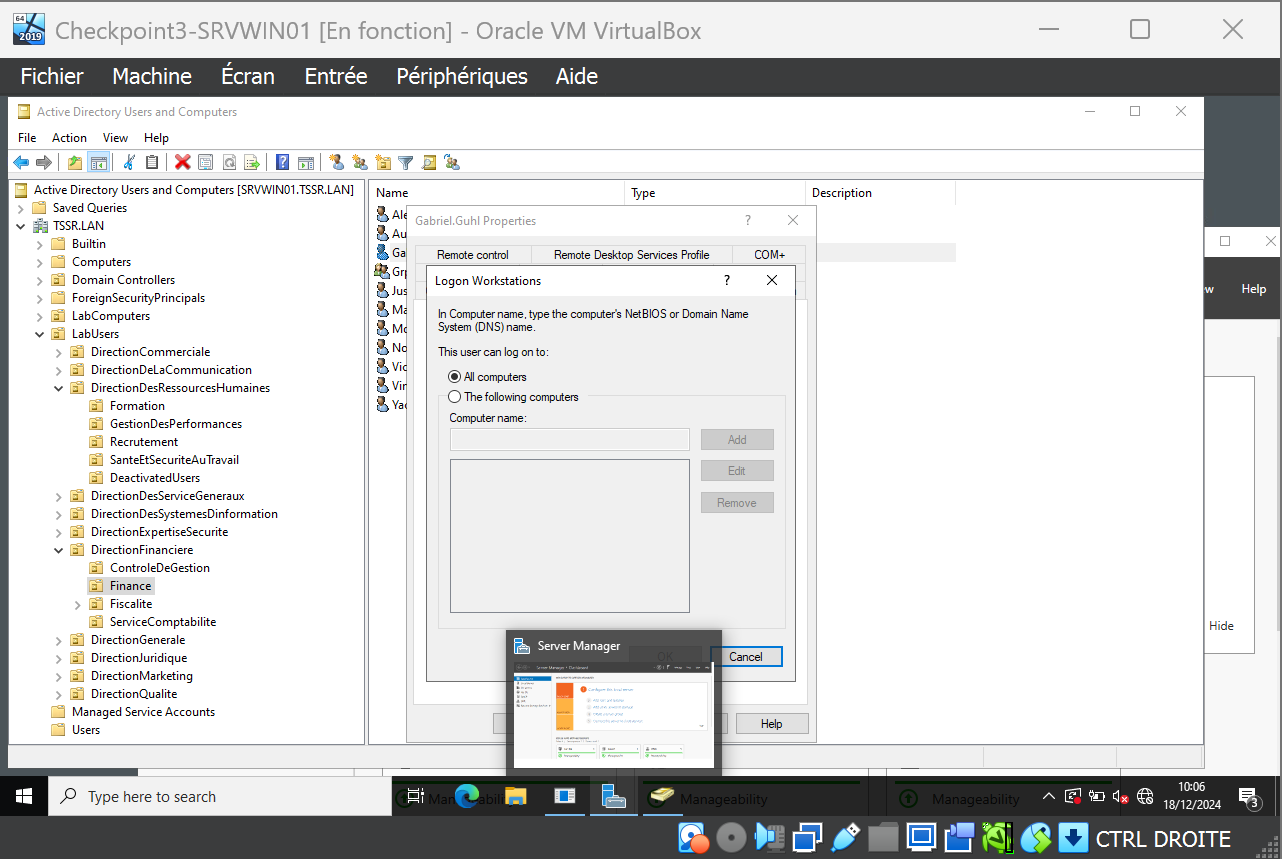 64
2019
Checkpoint3-SRVWIN01 [En fonction] - Oracle VM VirtualBox
Fichier Machine Écran Entrée Périphériques Aide
Active Directory Users and Computers
File Action View Help
Active Directory Users and Computers [SRVWIN01.TSSR.LAN]
Saved Queries
TSSR.LAN
Builtin
Computers
Domain Controllers
ForeignSecurityPrincipals
LabComputers
LabUsers
DirectionCommerciale
DirectionDeLaCommunication
DirectionDesRessourcesHumaines
Formation
GestionDesPerformances
Recrutement
SanteEtSecuriteAuTravail
DeactivatedUsers
DirectionDesServiceGeneraux
DirectionDesSystemesDinformation
DirectionExpertiseSecurite
DirectionFinanciere
ControleDeGestion
Finance
Fiscalite
ServiceComptabilite
DirectionGenerale
DirectionJuridique
DirectionMarketing
DirectionQualite
Managed Service Accounts
Users
Name Type Description
Ale
Au
Ga
Grp
Jus
Ma
Mo
No
Vic
Vir
Yac
Gabriel.Guhl Properties ?
Remote control Remote Desktop Services Profile COM+
Logon Workstations ?
In Computer name, type the computer's NetBIOS or Domain Name
System (DNS) name.
This user can log on to:
All computers
The following computers
Computer name:
Add
Edit
Remove
OK Cancel
Help
Server Manager
ew Help
Hide
Type here to search
Manageability
Manageability
10:06
18/12/2024
3
CTRL DROITE